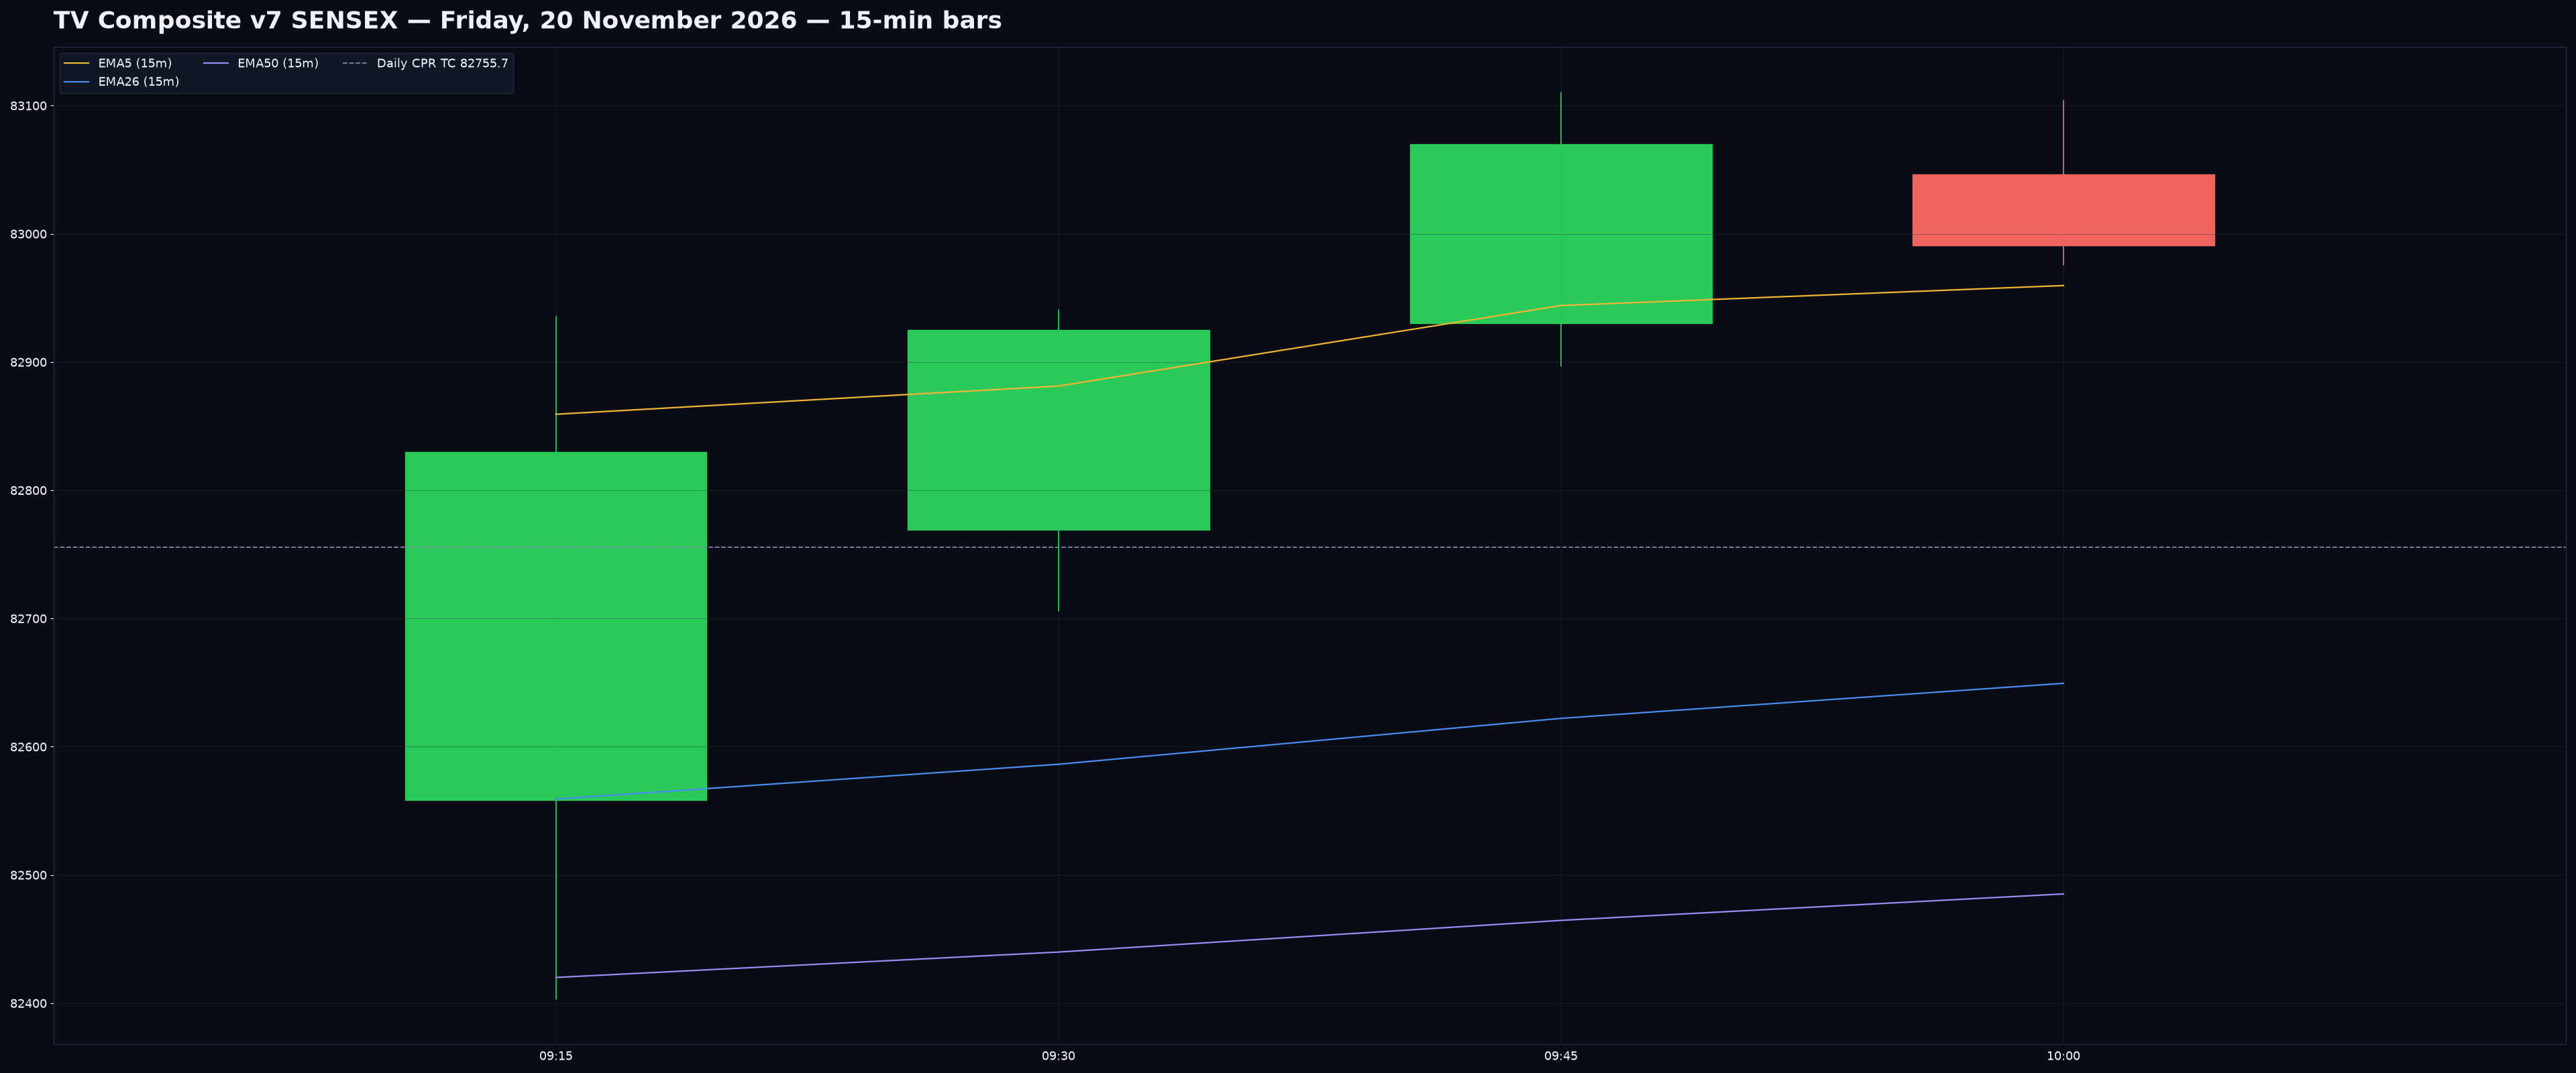 TV Composite v7 SENSEX — Friday, 20 November 2026 — 15-min bars
EMA5 (15m) EMA50 (15m) Daily CPR TC 82755.7
EMA26 (15m)
83100
83000
82900
82800
82700
82600
82500
82400
09:15 09:30 09:45 10:00